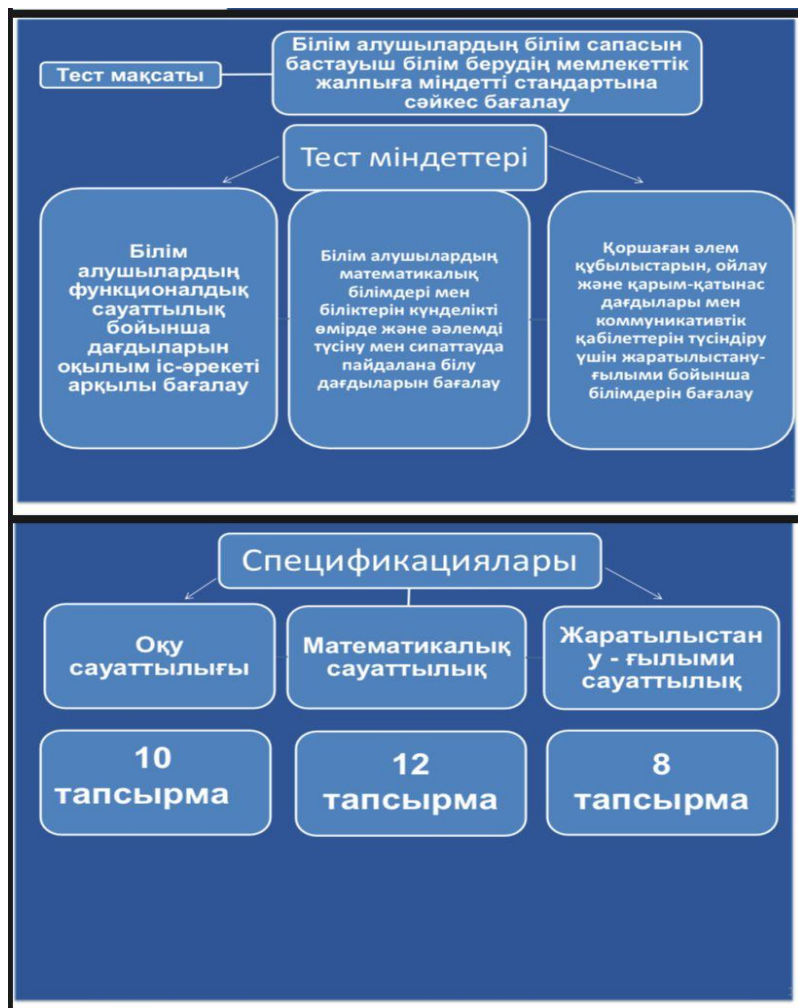 Тест мақсаты
Білім алушылардың білім сапасын
бастауыш білім берудің мемлекеттік
жалпыға міндетті стандартына
сәйкес бағалау
Тест міндеттері
Білім
алушылардың
функционалдық
сауаттылық
бойынша
дағдыларын
оқылым іс-әрекеті
арқылы бағалау
Білім алушылардың
математикалық
білімдері мен
біліктерін күнделікті
өмірде және әәлемді
түсіну мен сипаттауда
пайдалана білу
дағдыларын бағалау
Қоршаған әлем
құбылыстарын, ойлау
және қарым-қатынас
дағдылары мен
коммуникативтік
қабілеттерін түсіндіру
үшін жаратылыстану-
ғылыми бойынша
білімдерін бағалау
Спецификациялары
Оқу
сауаттылығы
Математикалық
сауаттылық
Жаратылыстан
у - ғылыми
сауаттылық
10
тапсырма
12
тапсырма
8
тапсырма